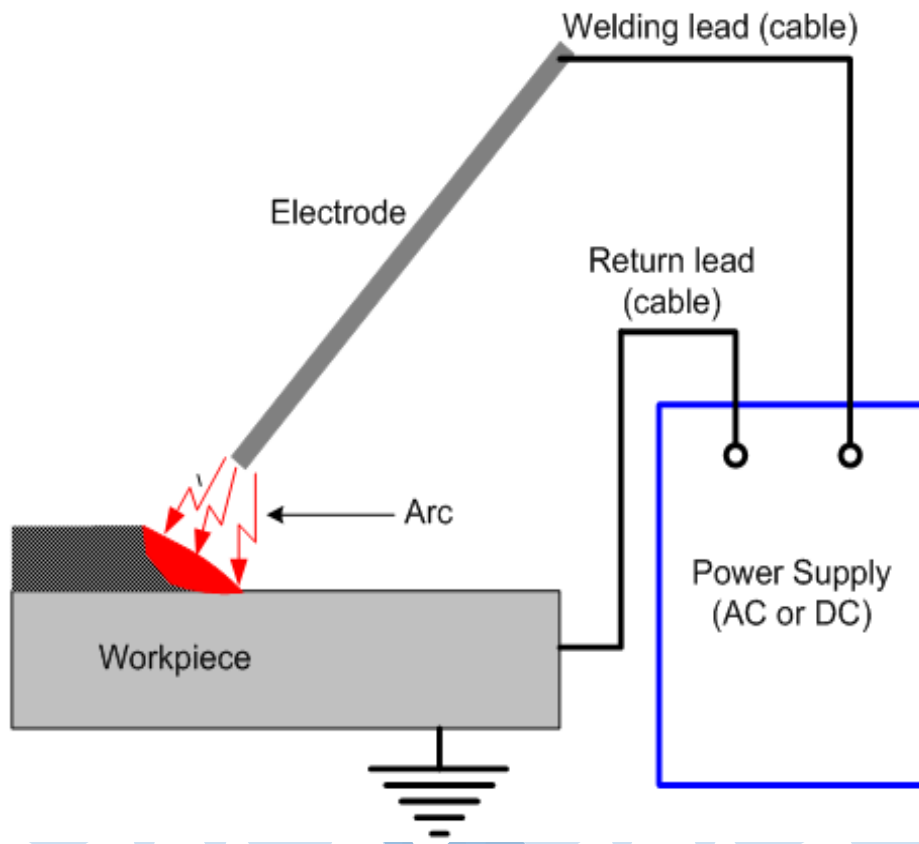 Welding lead (cable)
Electrode
Return lead
(cable)
Arc
Power Supply
(AC or DC)
Workpiece